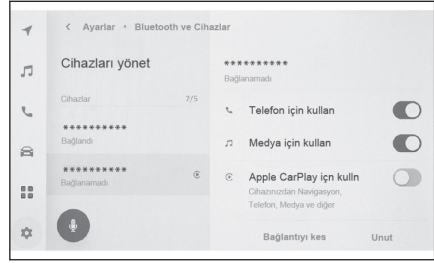 < Ayarlar • Bluetooth ve Cihazlar
Cihazları yönet
Cihazlar 7/5
**********
Bağlandı
**********
Bağlanamadı
**********
Bağlanamadı
Telefon için kullan
Medya için kullan
Apple CarPlay içn kulln
Cihazınızdan Navigasyon,
Telefon, Medya ve diğer
Bağlantıyı kes Unut